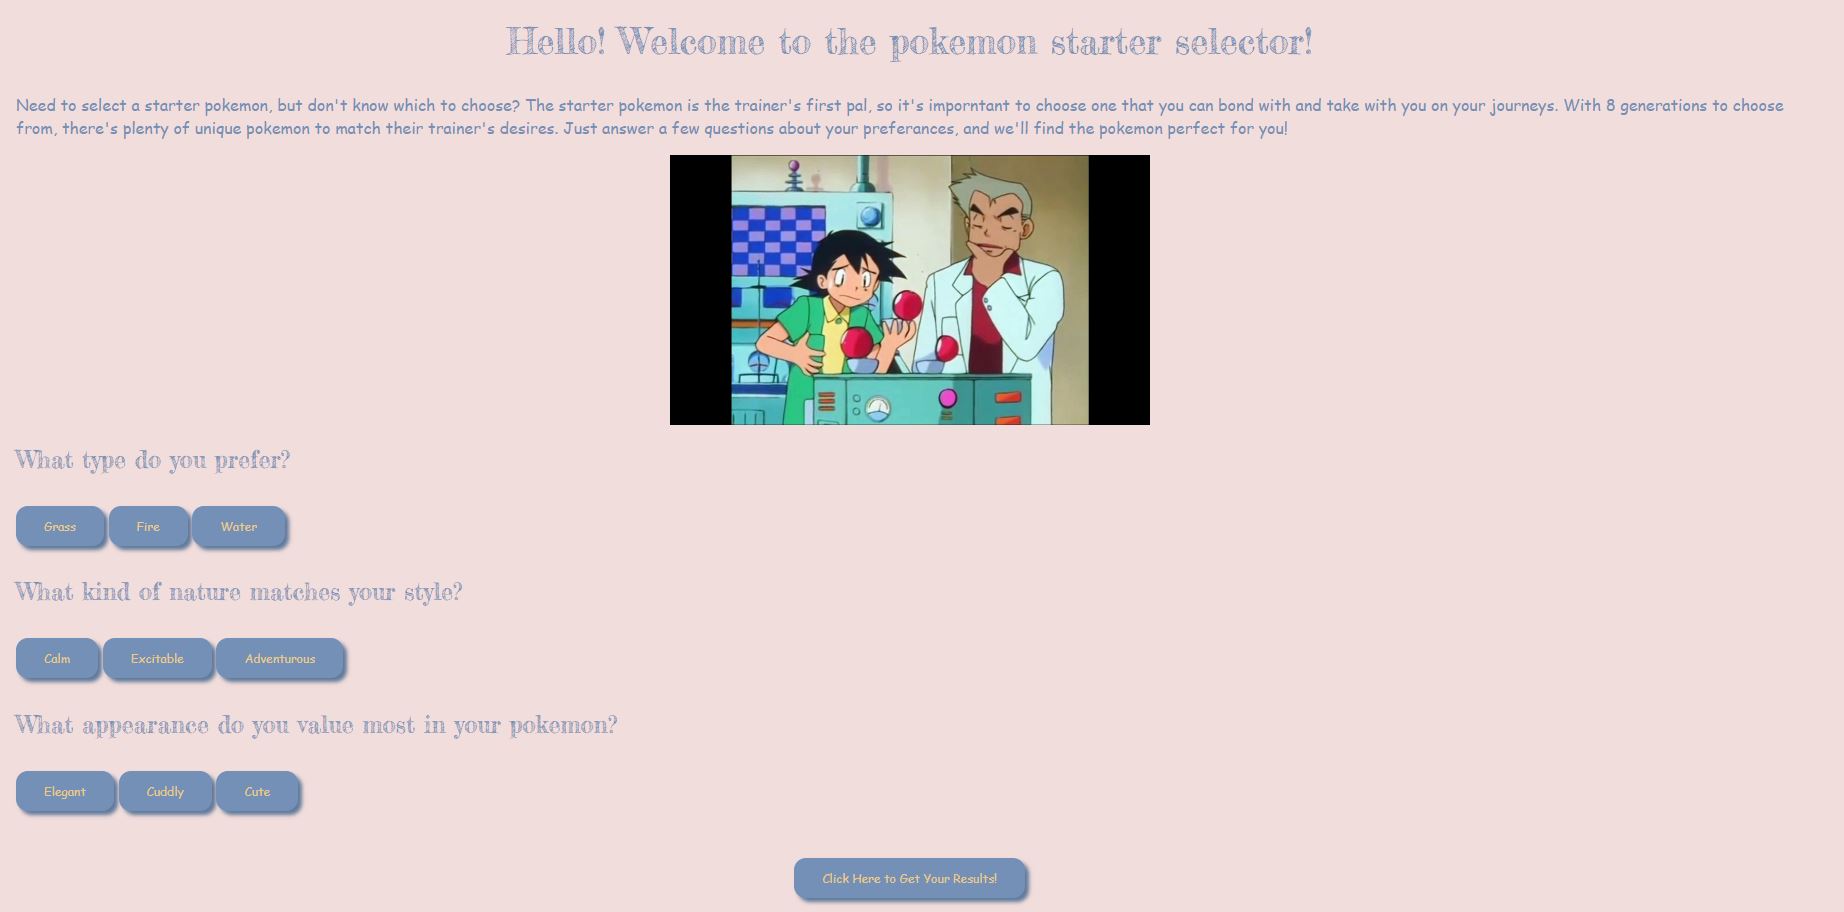 Hello! Welcome to the pokemon starter selector!
Need to select a starter pokemon, but don't know which to choose? The starter pokemon is the trainer's first pal, so it's imporntant to choose one that you can bond with and take with you on your journeys. With 8 generations to choose
from, there's plenty of unique pokemon to match their trainer's desires. Just answer a few questions about your preferances, and we'll find the pokemon perfect for you!
What type do you prefer?
Grass Fire Water
What kind of nature matches your style?
Calm Excitable Adventurous
What appearance do you value most in your pokemon?
Elegant Cuddly Cute
Click Here to Get Your Results!